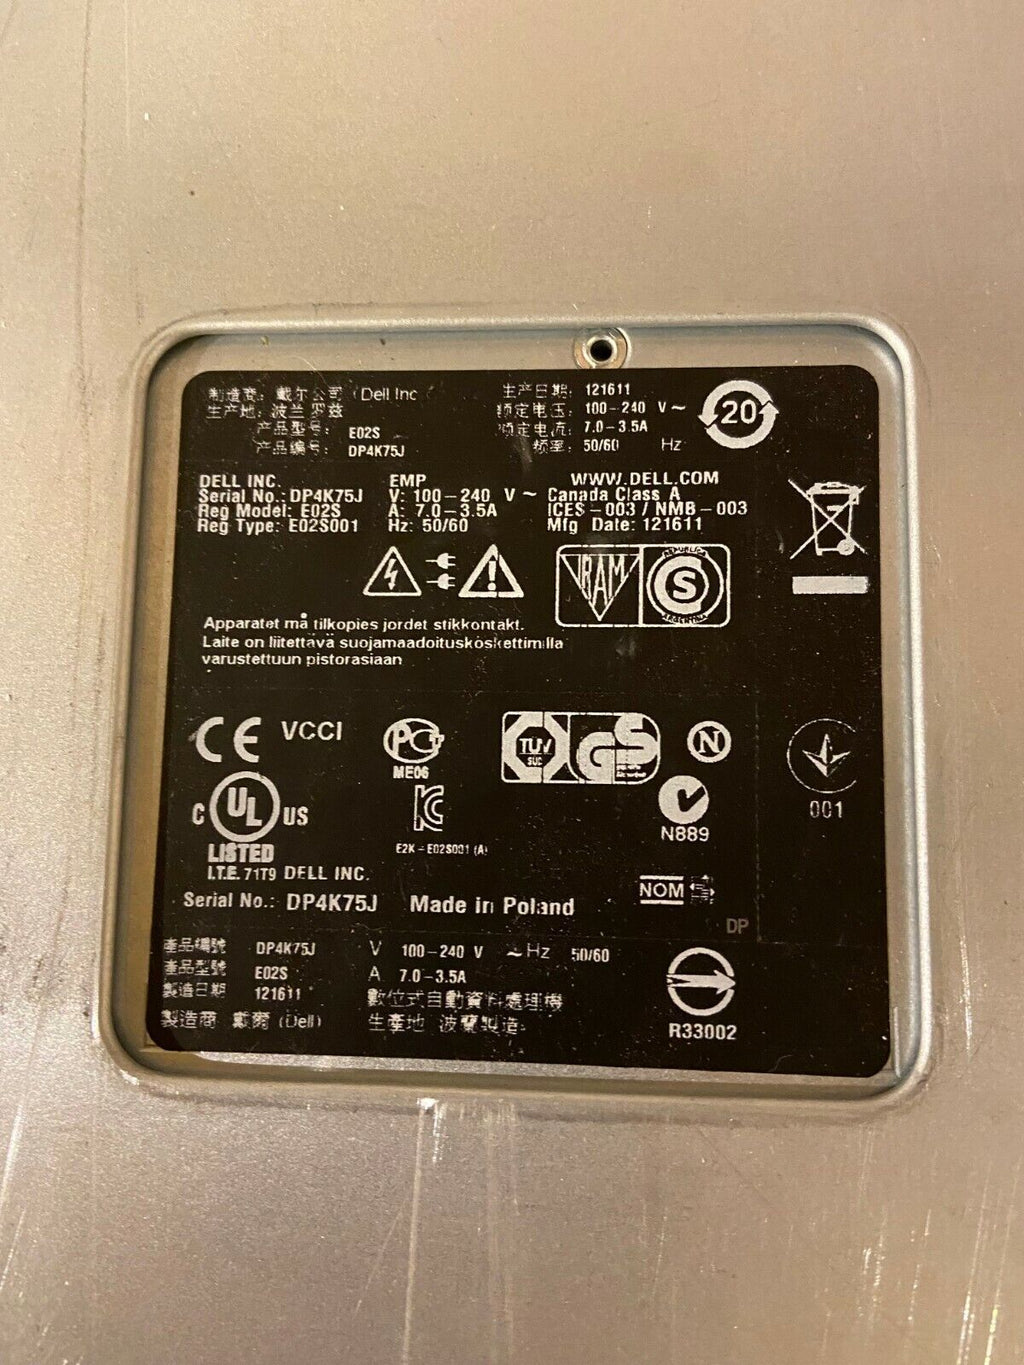 制造商: 戴尔公司 (Dell Inc
生产地: 波兰罗兹
产品型号: E02S
产品编号: DP4K75J
生产日期: 121611
额定电压: 100-240 V~
额定电流: 7.0-3.5A
频率: 50/60 Hz
20
DELL INC.
Serial No.: DP4K75J
Reg Model: E02S
Reg Type: E02S001
EMP
V: 100-240 V~
A: 7.0-3.5A
Hz: 50/60
WWW.DELL.COM
Canada Class A
ICES-003 / NMB-003
Mfg Date: 121611
IRAM
REPUBLICA
S
ARGENTINA
Apparatet må tilkoples jordet stikkontakt.
Laite on liitettävä suojamaadoituskoskettimilla
varustettuun pistorasiaan
CE VCCI
PG
ME06
TÜV
SÜD
GS
N
C UL US
LISTED
I.T.E. 71T9 DELL INC.
KC
E2K-E02S001 (A)
N889
001
Serial No.: DP4K75J Made in Poland
NOM
DP
產品編號 DP4K75J V 100-240 V ~Hz 50/60
產品型號 E02S A 7.0-3.5A
製造日期 121611 數位式自動資料處理機
製造商 戴爾 (Dell) 生產地 波蘭製造
R33002